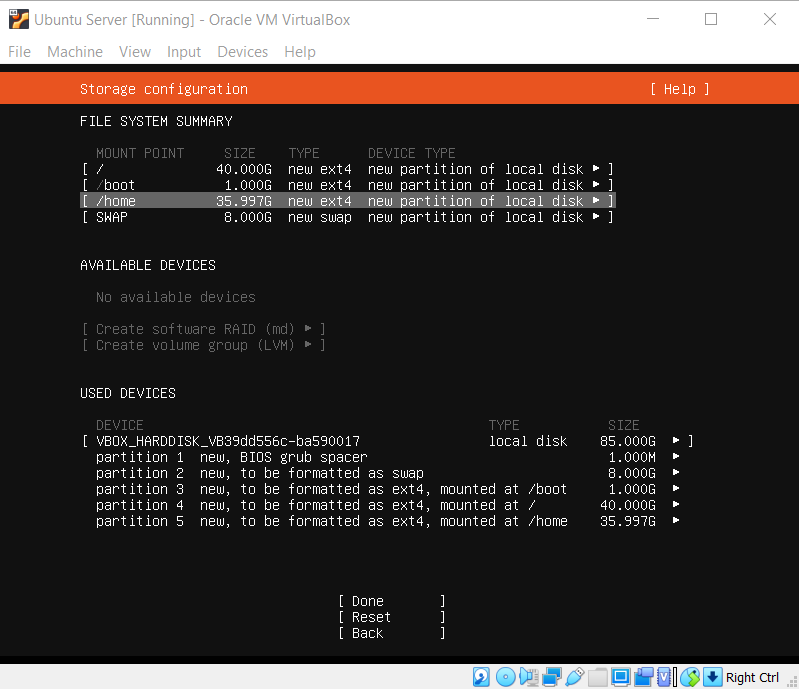 Ubuntu Server [Running] - Oracle VM VirtualBox
File Machine View Input Devices Help
Storage configuration [ Help ]
FILE SYSTEM SUMMARY
MOUNT POINT SIZE TYPE DEVICE TYPE
[ / 40.000G new ext4 new partition of local disk ▸ ]
[ /boot 1.000G new ext4 new partition of local disk ▸ ]
[ /home 35.997G new ext4 new partition of local disk ▸ ]
[ SWAP 8.000G new swap new partition of local disk ▸ ]
AVAILABLE DEVICES
No available devices
[ Create software RAID (md) ▸ ]
[ Create volume group (LVM) ▸ ]
USED DEVICES
DEVICE TYPE SIZE
[ VBOX_HARDDISK_VB39dd556c-ba590017 local disk 85.000G ▸ ]
partition 1 new, BIOS grub spacer 1.000M ▸
partition 2 new, to be formatted as swap 8.000G ▸
partition 3 new, to be formatted as ext4, mounted at /boot 1.000G ▸
partition 4 new, to be formatted as ext4, mounted at / 40.000G ▸
partition 5 new, to be formatted as ext4, mounted at /home 35.997G ▸
[ Done ]
[ Reset ]
[ Back ]
Right Ctrl